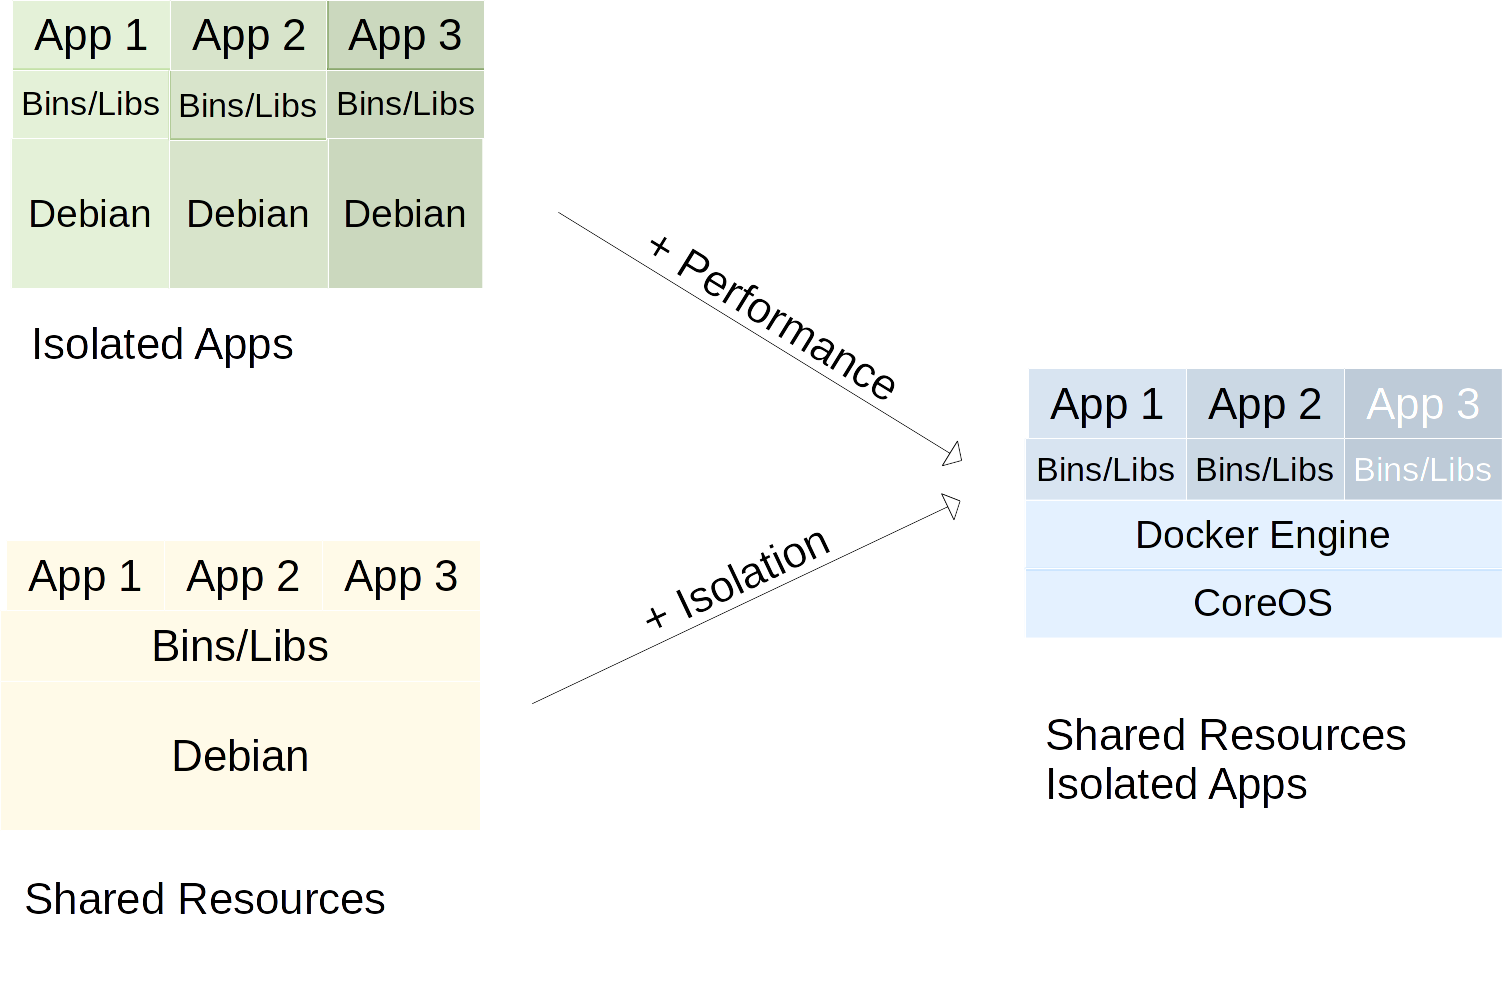 App 1 App 2 App 3
Bins/Libs Bins/Libs Bins/Libs
Debian Debian Debian
Isolated Apps
+ Performance
App 1 App 2 App 3
Bins/Libs Bins/Libs Bins/Libs
Docker Engine
CoreOS
Shared Resources
Isolated Apps
+ Isolation
App 1 App 2 App 3
Bins/Libs
Debian
Shared Resources